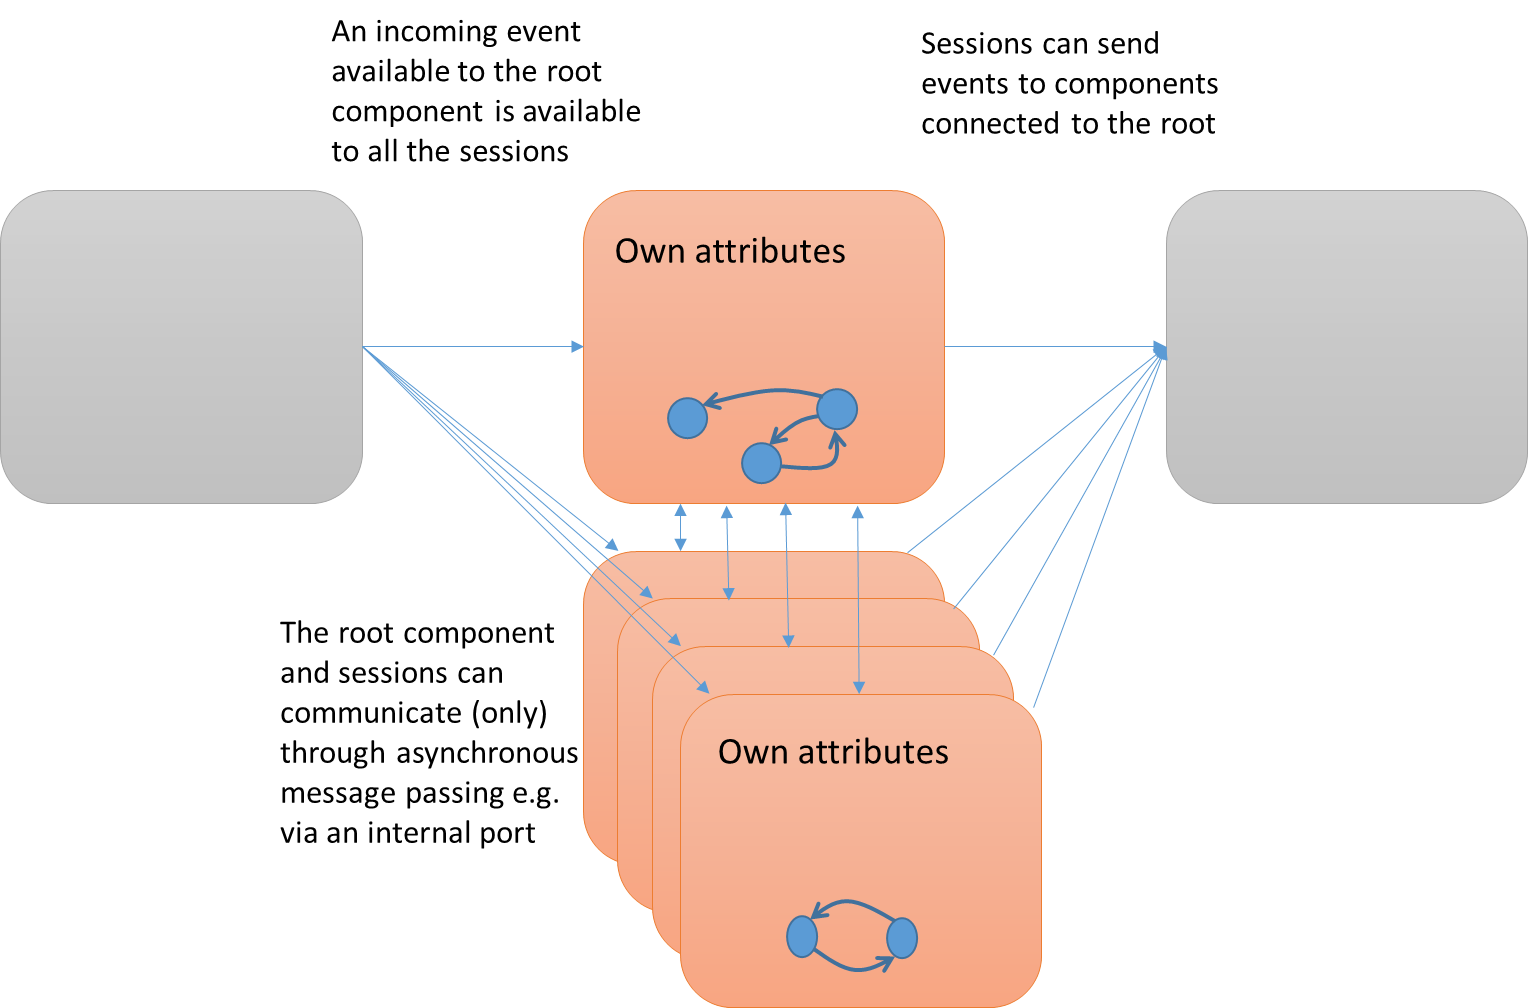 An incoming event
available to the root
component is available
to all the sessions
Sessions can send
events to components
connected to the root
Own attributes
The root component
and sessions can
communicate (only)
through asynchronous
message passing e.g.
via an internal port
Own attributes